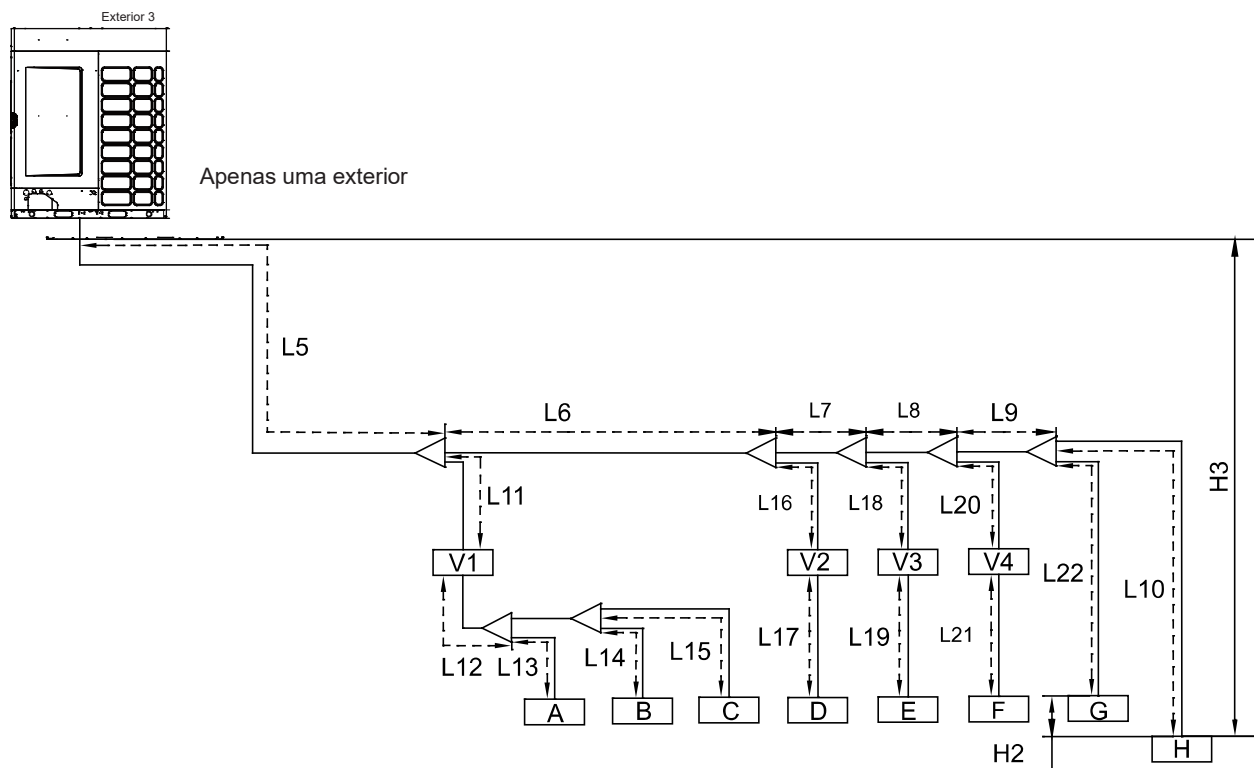 Exterior 3
Apenas uma exterior
L5
L6
L7
L8
L9
H3
L11
L16
L18
L20
V1
V2
V3
V4
L22
L10
L12
L13
L14
L15
L17
L19
L21
A
B
C
D
E
F
G
H2
H